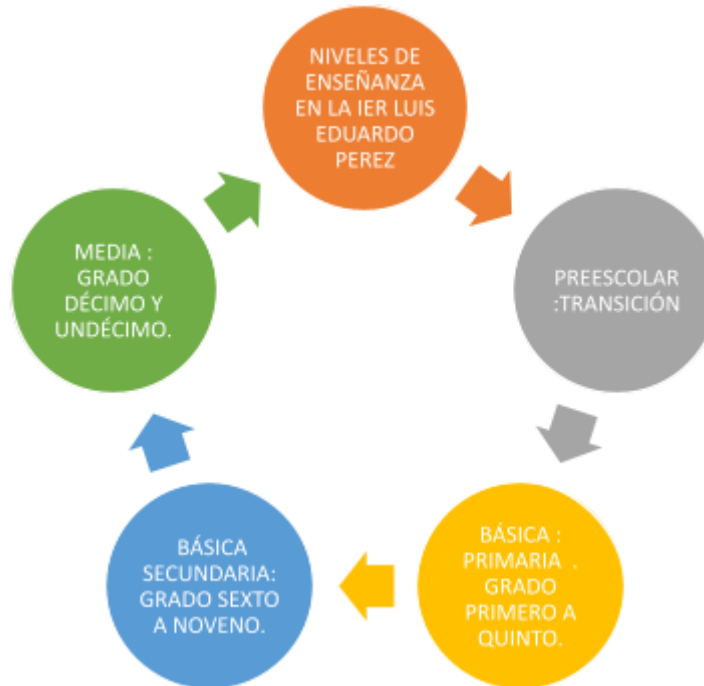 NIVELES DE
ENSEÑANZA
EN LA IER LUIS
EDUARDO
PEREZ
PREESCOLAR
:TRANSICIÓN
BÁSICA :
PRIMARIA .
GRADO
PRIMERO A
QUINTO.
BÁSICA
SECUNDARIA:
GRADO SEXTO
A NOVENO.
MEDIA :
GRADO
DÉCIMO Y
UNDÉCIMO.